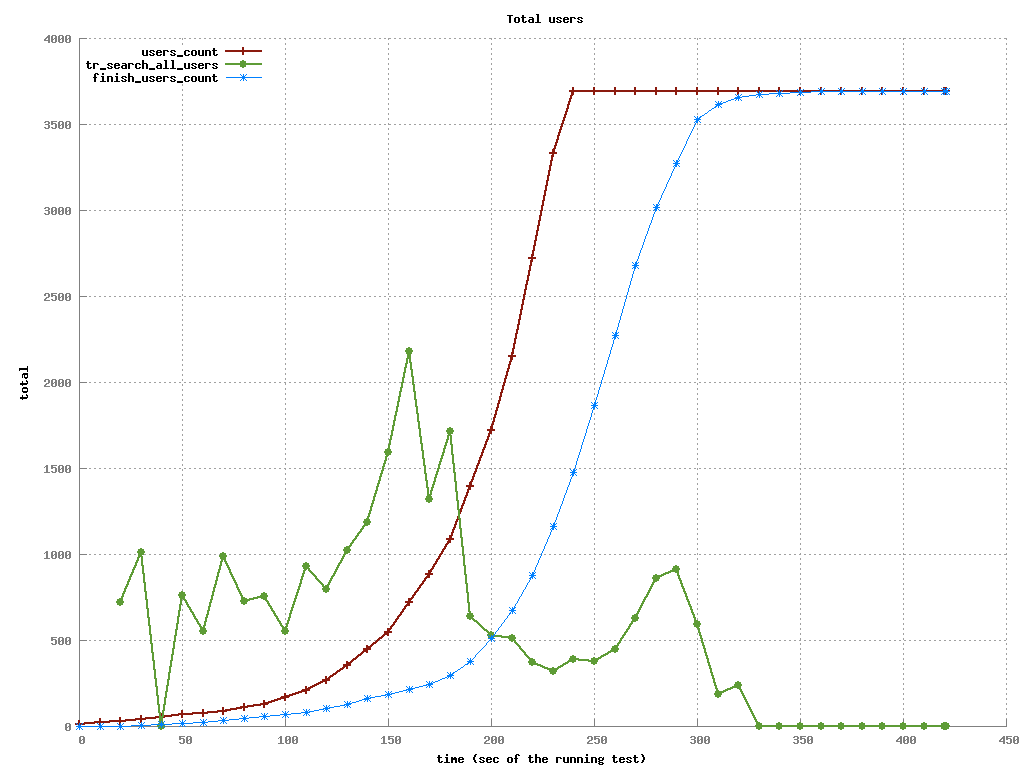 Total users
4000
users_count
tr_search_all_users
finish_users_count
3500
3000
2500
total
2000
1500
1000
500
0
0 50 100 150 200 250 300 350 400 450
time (sec of the running test)